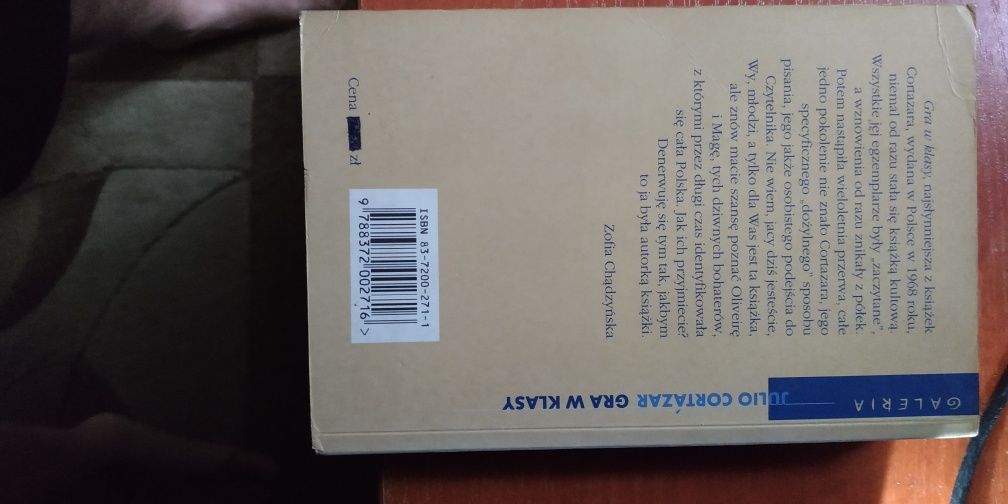 Gra w klasy, najsłynniejsza z książek
Cortazara, wydana w Polsce w 1968 roku,
niemal od razu stała się książką kultową.
Wszystkie jej egzemplarze były „zaczytane”,
a wznowienia od razu znikały z półek.
Potem nastąpiła wieloletnia przerwa, całe
jedno pokolenie nie znało Cortazara, jego
specyficznego „dożylnego” sposobu
pisania, jego jakże osobistego podejścia do
Czytelnika. Nie wiem, jacy dziś jesteście,
Wy, młodzi, a tylko dla Was jest ta książka,
ale znów macie szansę poznać Oliveirę
i Magę, tych dziwnych bohaterów,
z którymi przez długi czas identyfikowała
się cała Polska. Jak ich przyjmiecie?
Denerwuję się tym tak, jakbym
to ja była autorką książki.
Zofia Chądzyńska
Cena zł
ISBN 83-7200-271-1
9 788372 002716 >
GALERIA
JULIO CORTÁZAR GRA W KLASY